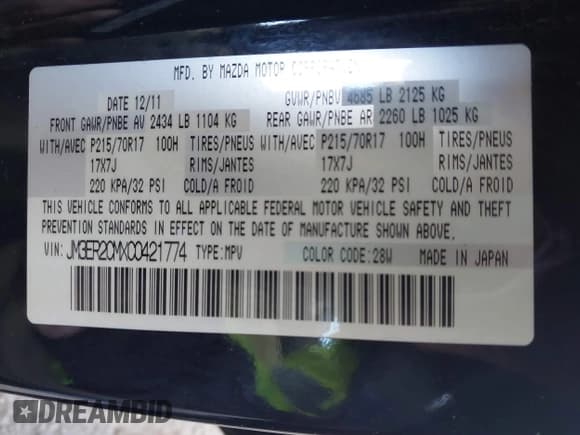 MFD. BY MAZDA MOTOR CORPORATION
DATE 12/11 GVWR/PNBV 4685 LB 2125 KG
FRONT GAWR/PNBE AV 2434 LB 1104 KG REAR GAWR/PNBE AR 2260 LB 1025 KG
WITH/AVEC P215/70R17 100H TIRES/PNEUS WITH/AVEC P215/70R17 100H TIRES/PNEUS
17X7J RIMS/JANTES 17X7J RIMS/JANTES
220 KPA/32 PSI COLD/A FROID 220 KPA/32 PSI COLD/A FROID
THIS VEHICLE CONFORMS TO ALL APPLICABLE FEDERAL MOTOR VEHICLE SAFETY AND THEFT
PREVENTION STANDARDS IN EFFECT ON THE DATE OF MANUFACTURE SHOWN ABOVE.
VIN: JM3ER2CMXC0421774 TYPE:MPV COLOR CODE:28W MADE IN JAPAN
DREAMBID